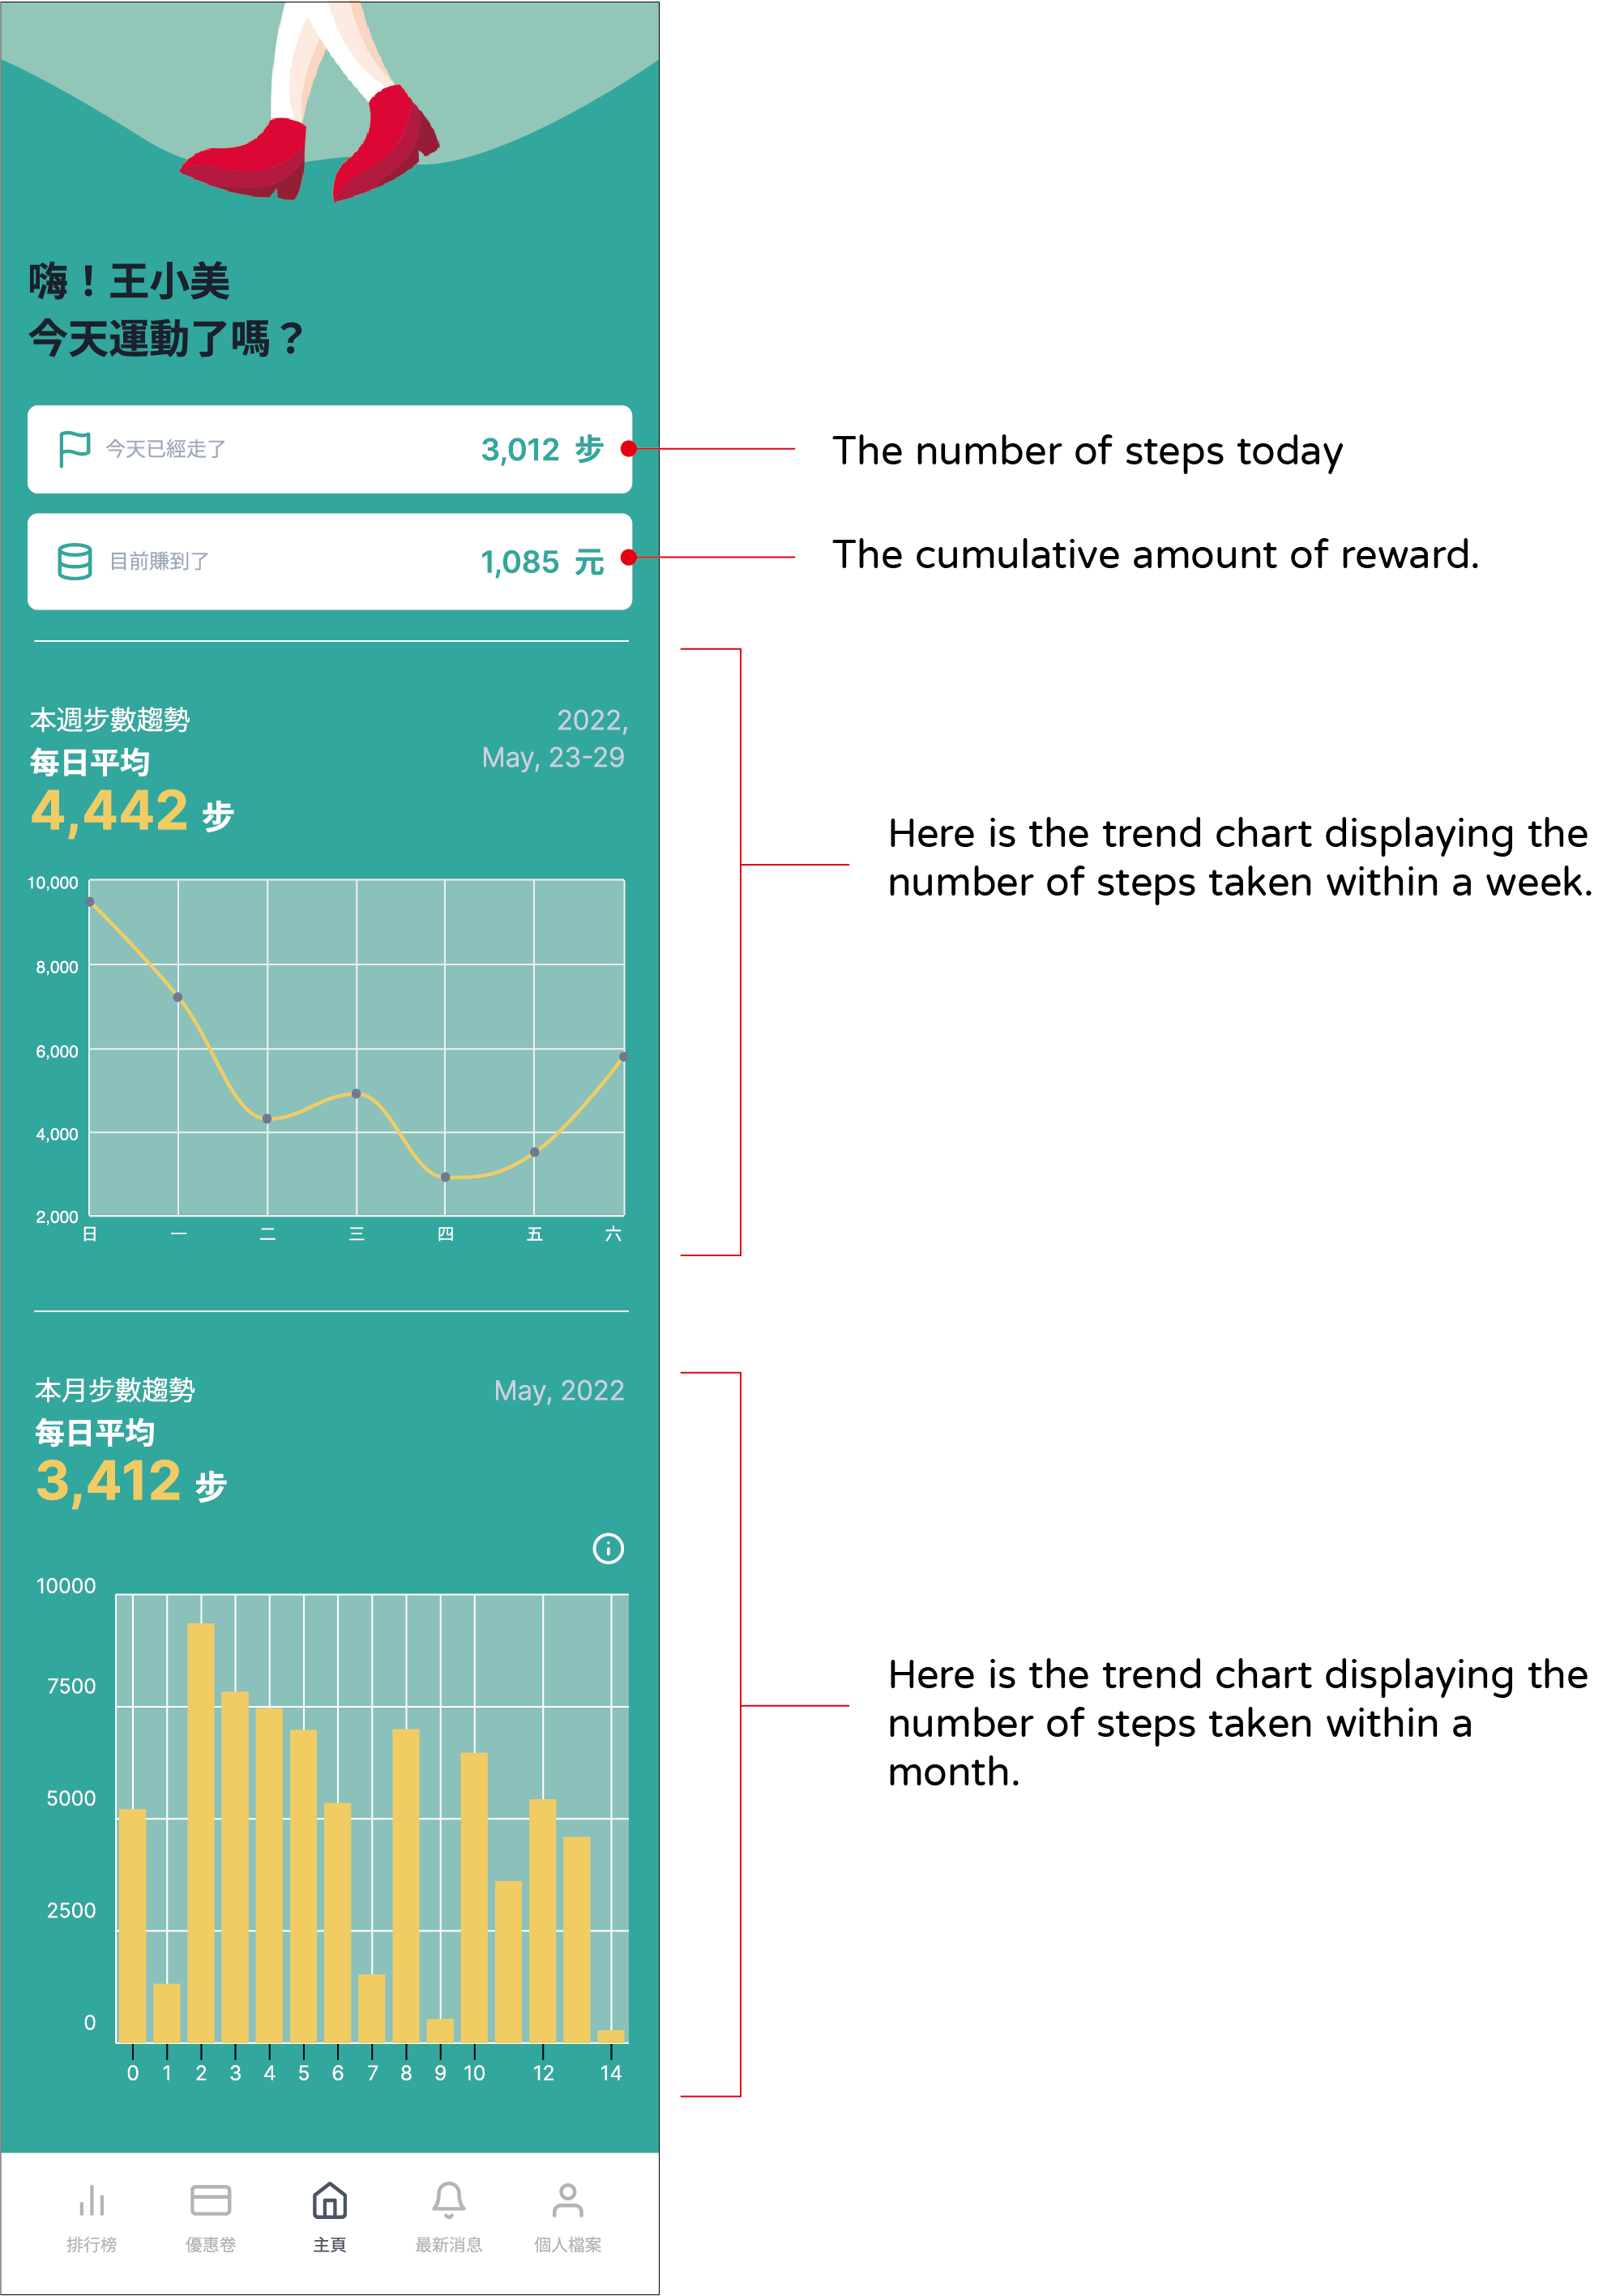 嗨！王小美
今天運動了嗎？
今天已經走了 3,012 步
The number of steps today
目前賺到了 1,085 元
The cumulative amount of reward.
本週步數趨勢
2022,
May, 23-29
每日平均
4,442 步
Here is the trend chart displaying the
number of steps taken within a week.
10,000
8,000
6,000
4,000
2,000
日 一 二 三 四 五 六
本月步數趨勢
May, 2022
每日平均
3,412 步
10000
7500
5000
2500
0
0 1 2 3 4 5 6 7 8 9 10 12 14
Here is the trend chart displaying the
number of steps taken within a
month.
排行榜 優惠卷 主頁 最新消息 個人檔案